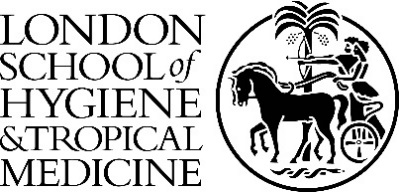 LONDON
SCHOOL of
HYGIENE
& TROPICAL
MEDICINE